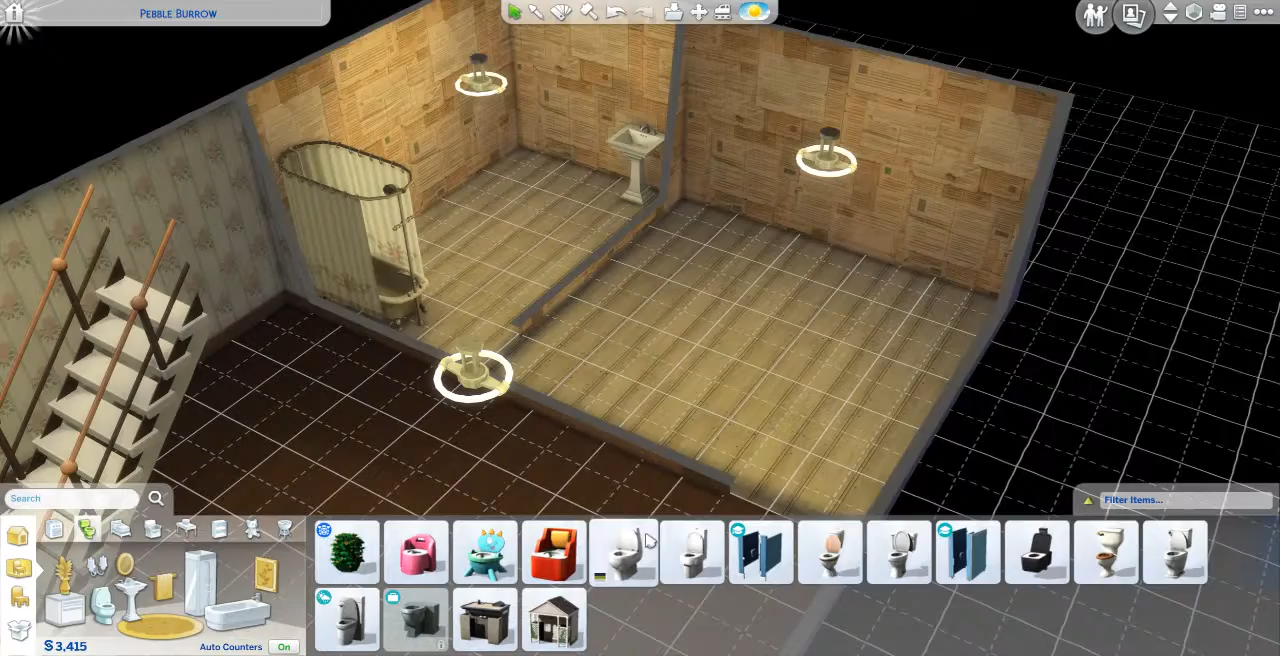 PEBBLE BURROW
Search
Filter Items...
§3,415
Auto Counters
On